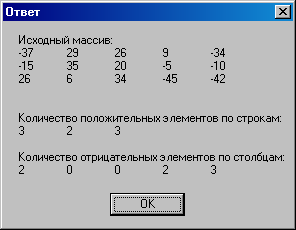 Ответ
Исходный массив:
-37 29 26 9 -34
-15 35 20 -5 -10
26 6 34 -45 -42
Количество положительных элементов по строкам:
3 2 3
Количество отрицательных элементов по столбцам:
2 0 0 2 3
OK